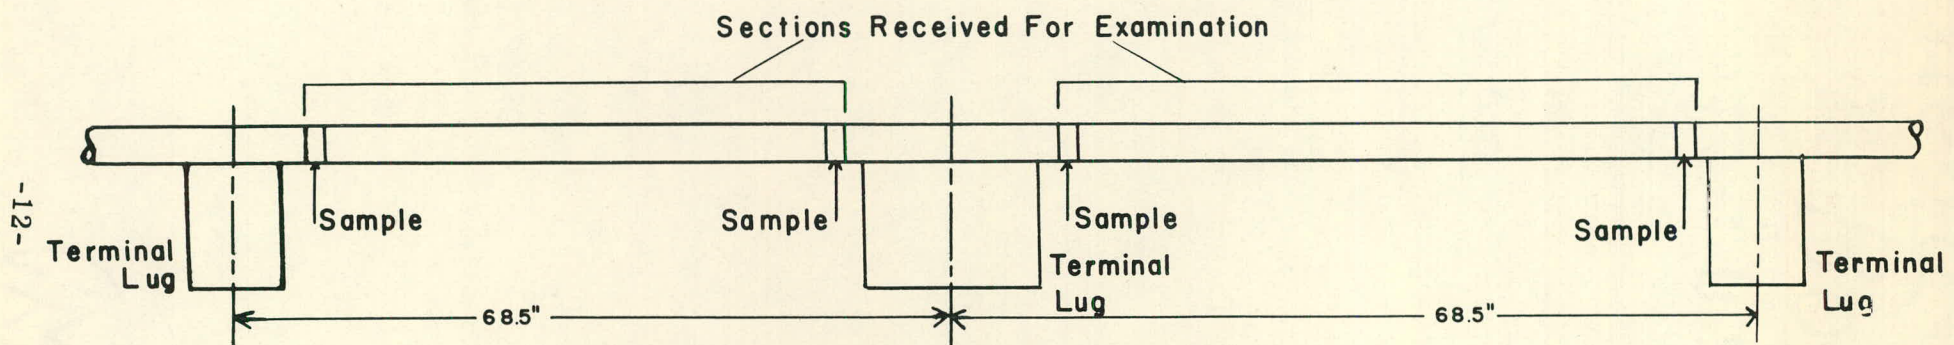 Sections Received For Examination
-12-
Sample
Sample
Sample
Sample
Terminal
Lug
Terminal
Lug
Terminal
Lug
68.5"
68.5"